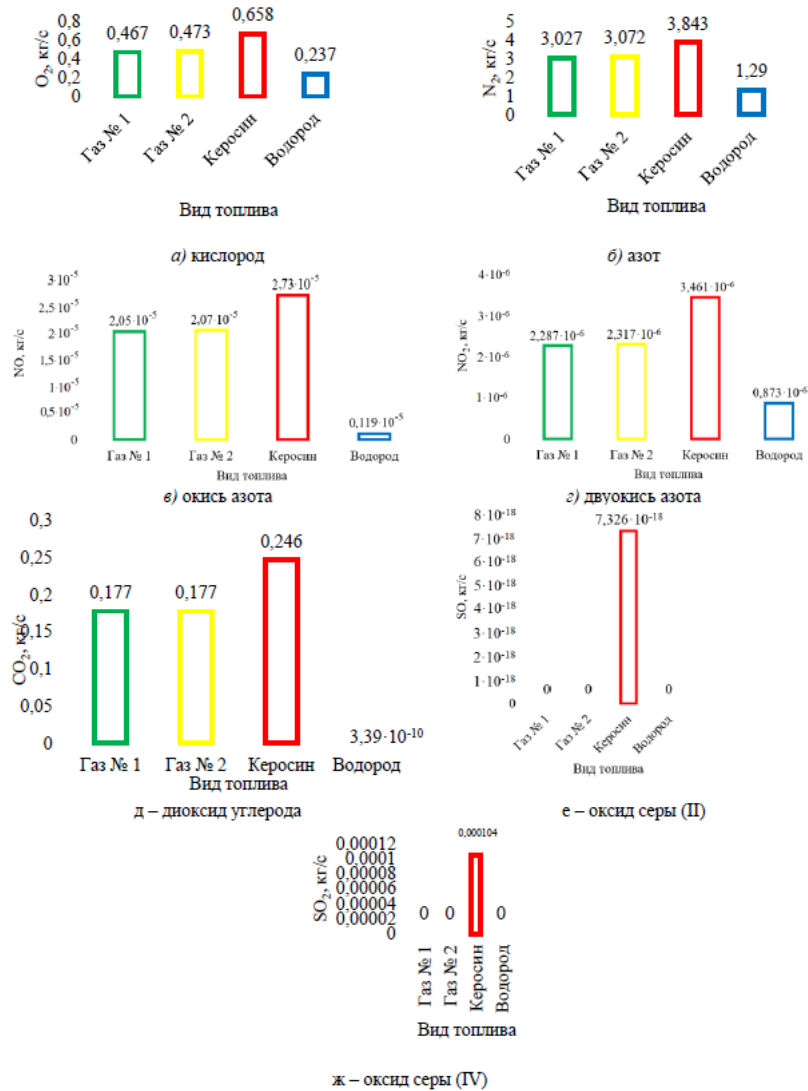 0,8
0,6
0,4
0,2
0
O₂, кг/с
0,467
0,473
0,658
0,237
Газ № 1
Газ № 2
Керосин
Водород
Вид топлива
а) кислород
5
4
3
2
1
0
N₂, кг/с
3,027
3,072
3,843
1,29
Газ № 1
Газ № 2
Керосин
Водород
Вид топлива
б) азот
3·10⁻⁵
2,5·10⁻⁵
2·10⁻⁵
1,5·10⁻⁵
1·10⁻⁵
0,5·10⁻⁵
0
NO, кг/с
2,05·10⁻⁵
2,07·10⁻⁵
2,73·10⁻⁵
0,119·10⁻⁵
Газ № 1
Газ № 2
Керосин
Водород
Вид топлива
в) окись азота
4·10⁻⁶
3·10⁻⁶
2·10⁻⁶
1·10⁻⁶
0
NO₂, кг/с
2,287·10⁻⁶
2,317·10⁻⁶
3,461·10⁻⁶
0,873·10⁻⁶
Газ № 1
Газ № 2
Керосин
Водород
Вид топлива
г) двуокись азота
0,3
0,25
0,2
0,15
0,1
0,05
0
CO₂, кг/с
0,177
0,177
0,246
3,39·10⁻¹⁰
Газ № 1
Газ № 2
Керосин
Водород
Вид топлива
д – диоксид углерода
8·10⁻¹⁸
7·10⁻¹⁸
6·10⁻¹⁸
5·10⁻¹⁸
4·10⁻¹⁸
3·10⁻¹⁸
2·10⁻¹⁸
1·10⁻¹⁸
0
SO, кг/с
0
0
7,326·10⁻¹⁸
0
Газ № 1
Газ № 2
Керосин
Водород
Вид топлива
е – оксид серы (II)
0,00012
0,0001
0,00008
0,00006
0,00004
0,00002
0
SO₂, кг/с
0
0
0,000104
0
Газ № 1
Газ № 2
Керосин
Водород
Вид топлива
ж – оксид серы (IV)